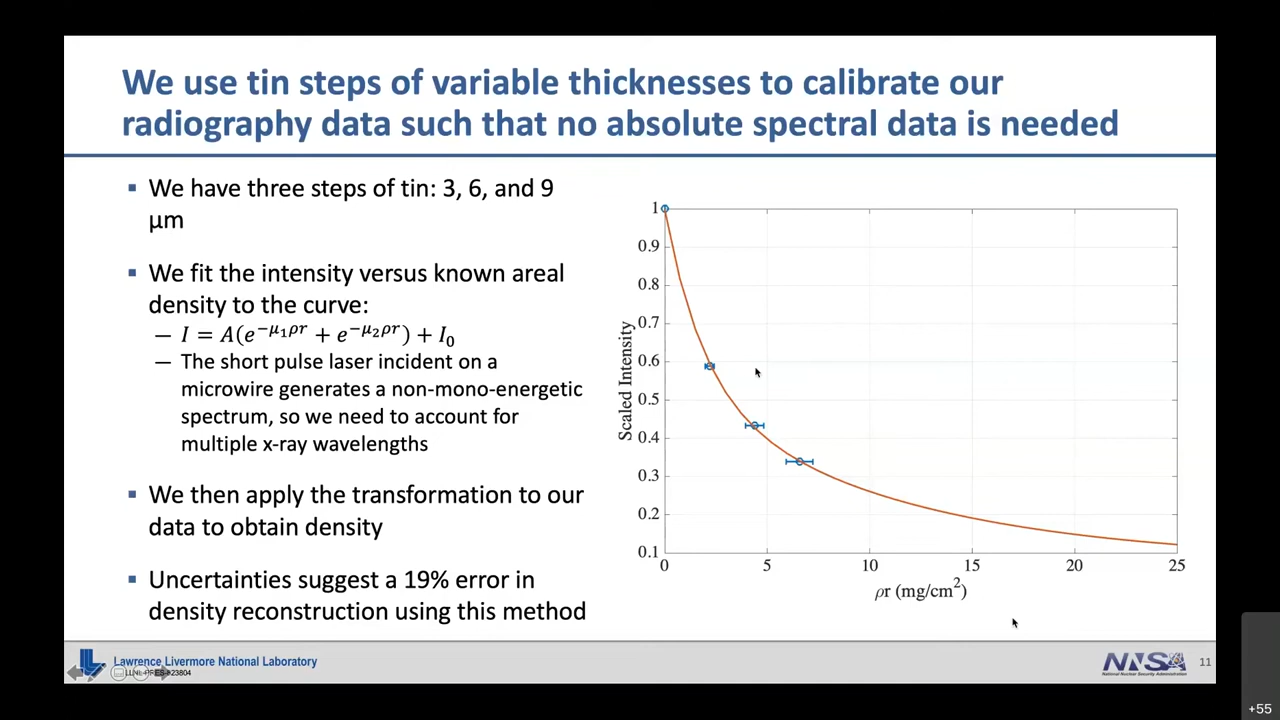 We use tin steps of variable thicknesses to calibrate our
radiography data such that no absolute spectral data is needed
▪ We have three steps of tin: 3, 6, and 9
μm
▪ We fit the intensity versus known areal
density to the curve:
— I = A(e^{−μ₁ρr} + e^{−μ₂ρr}) + I₀
— The short pulse laser incident on a
microwire generates a non-mono-energetic
spectrum, so we need to account for
multiple x-ray wavelengths
▪ We then apply the transformation to our
data to obtain density
▪ Uncertainties suggest a 19% error in
density reconstruction using this method
Scaled Intensity
1
0.9
0.8
0.7
0.6
0.5
0.4
0.3
0.2
0.1
0 5 10 15 20 25
ρr (mg/cm²)
Lawrence Livermore National Laboratory
NNSA
National Nuclear Security Administration
11
+55